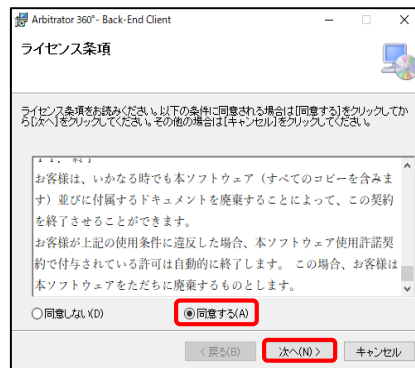 Arbitrator 360°- Back-End Client
ライセンス条項
ライセンス条項をお読みください。以下の条件に同意される場合は[同意する]をクリックしてか
ら[次へ]をクリックしてください。その他の場合は[キャンセル]をクリックしてください。
お客様は、いかなる時でも本ソフトウェア（すべてのコピーを含みま
す）並びに付属するドキュメントを廃棄することによって、この契約
を終了させることができます。
お客様が上記の使用条件に違反した場合、本ソフトウェア使用許諾契
約で付与されている許可は自動的に終了します。 この場合、お客様は
本ソフトウェアをただちに廃棄するものとします。
同意しない(D) 同意する(A)
< 戻る(B) 次へ(N) > キャンセル